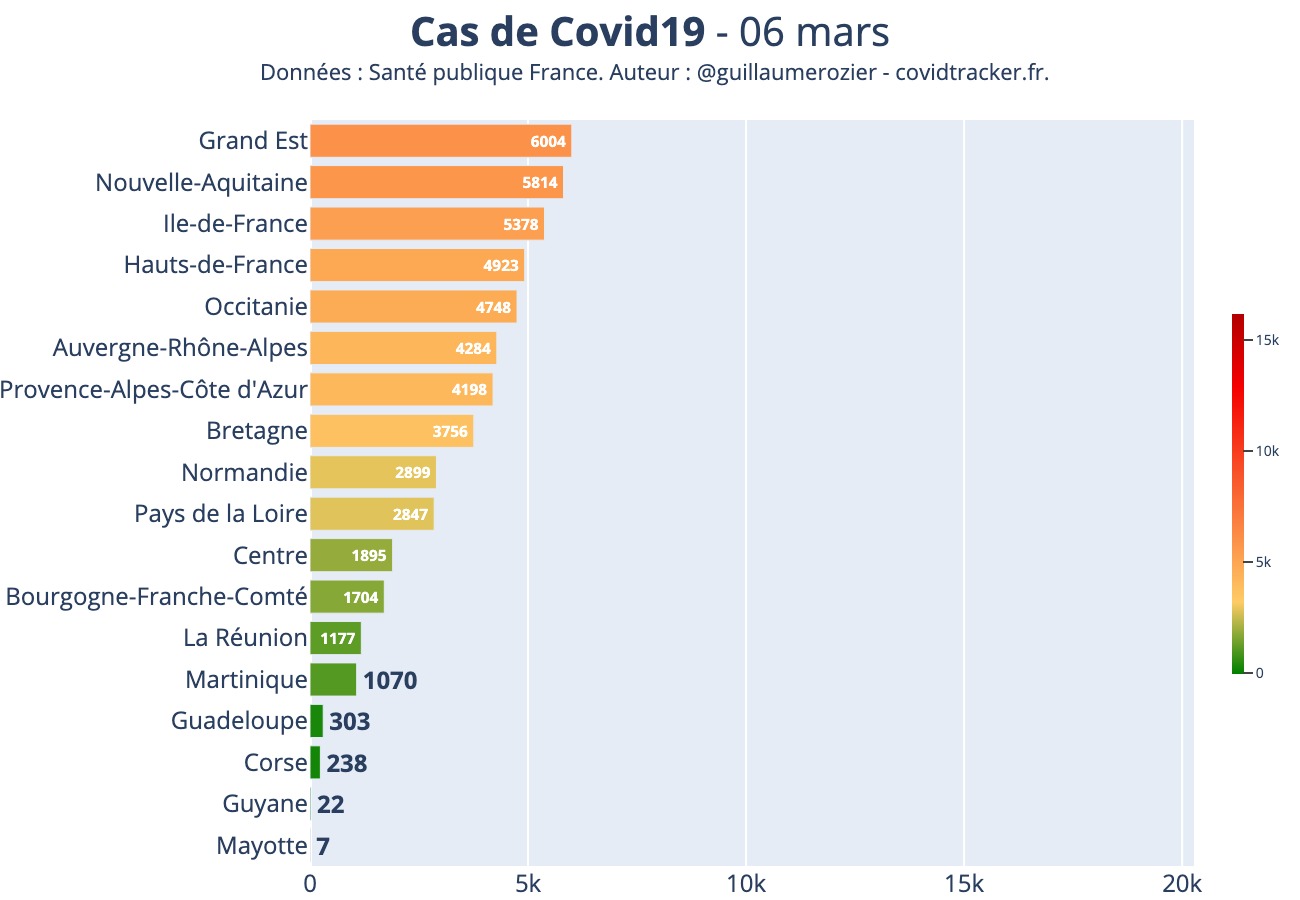 Cas de Covid19 - 06 mars
Données : Santé publique France. Auteur : @guillaumerozier - covidtracker.fr.
Grand Est 6004
Nouvelle-Aquitaine 5814
Ile-de-France 5378
Hauts-de-France 4923
Occitanie 4748
Auvergne-Rhône-Alpes 4284
Provence-Alpes-Côte d'Azur 4198
Bretagne 3756
Normandie 2899
Pays de la Loire 2847
Centre 1895
Bourgogne-Franche-Comté 1704
La Réunion 1177
Martinique 1070
Guadeloupe 303
Corse 238
Guyane 22
Mayotte 7
0 5k 10k 15k 20k
15k
10k
5k
0